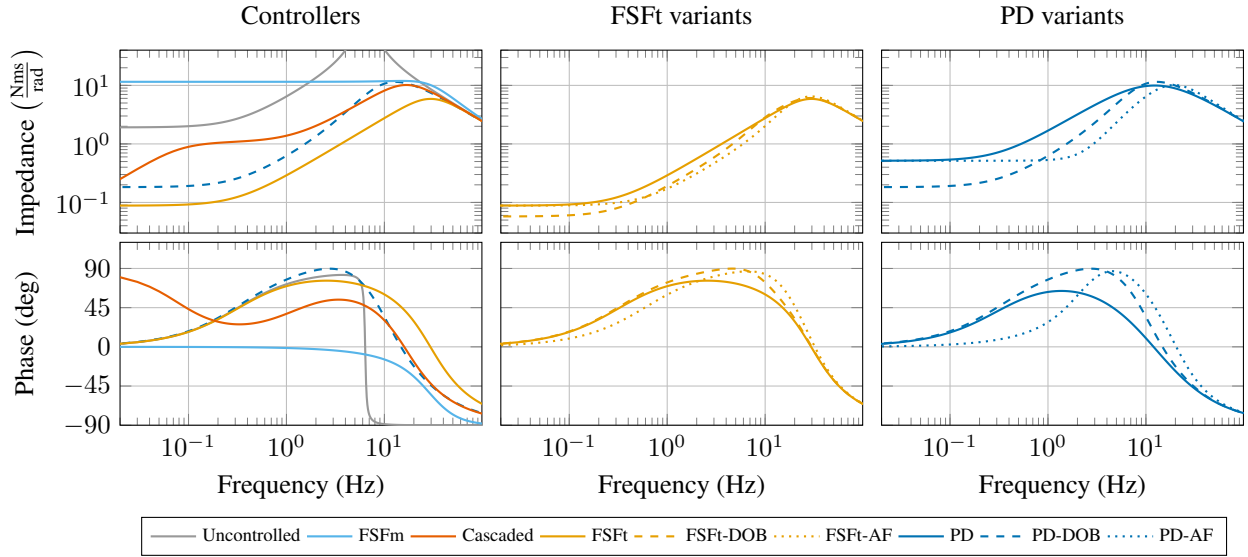 Controllers FSFt variants PD variants
Impedance (Nms/rad)
10^1
10^0
10^−1
Phase (deg)
90
45
0
−45
−90
10^−1 10^0 10^1 10^−1 10^0 10^1 10^−1 10^0 10^1
Frequency (Hz) Frequency (Hz) Frequency (Hz)
Uncontrolled FSFm Cascaded FSFt FSFt-DOB FSFt-AF PD PD-DOB PD-AF